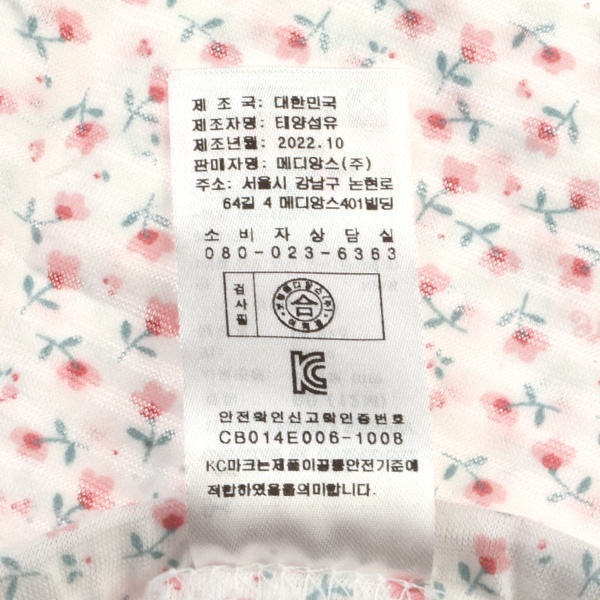 제 조 국: 대한민국
제조자명: 태양섬유
제조년월: 2022.10
판매자명: 메디앙스(주)
주소: 서울시 강남구 논현로
64길 4 메디앙스401빌딩
소 비 자 상 담 실
080-023-6363
검사필
합
KC
안전확인신고확인증번호
CB014E006-1008
KC마크는제품이공통안전기준에
적합하였음을의미합니다.